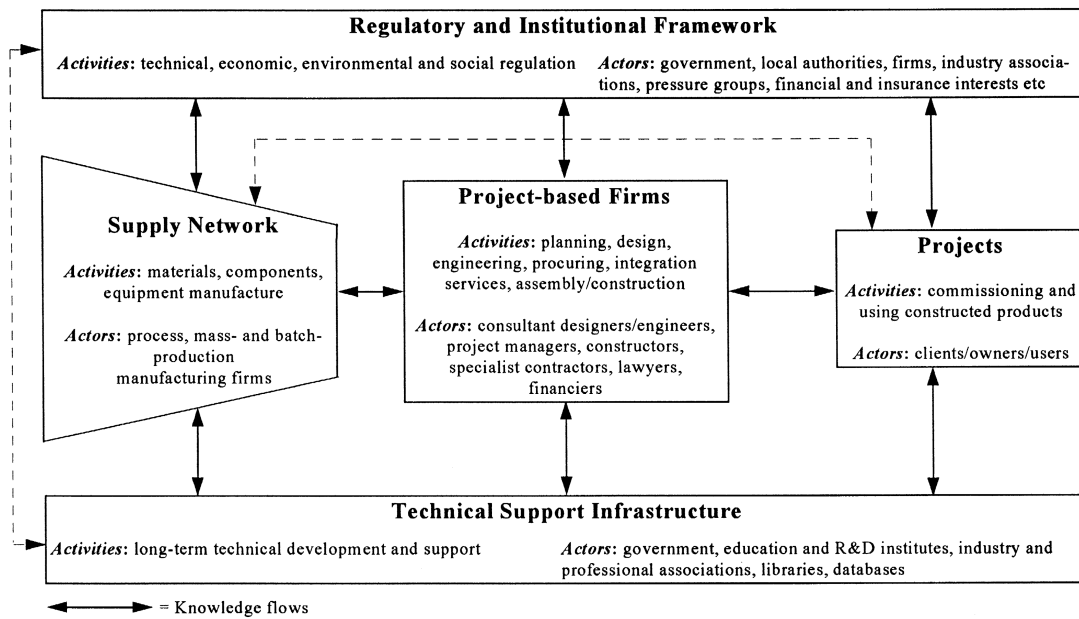 Regulatory and Institutional Framework
Activities: technical, economic, environmental and social regulation
Actors: government, local authorities, firms, industry associa-
tions, pressure groups, financial and insurance interests etc
Supply Network
Activities: materials, components,
equipment manufacture
Actors: process, mass- and batch-
production
manufacturing firms
Project-based Firms
Activities: planning, design,
engineering, procuring, integration
services, assembly/construction
Actors: consultant designers/engineers,
project managers, constructors,
specialist contractors, lawyers,
financiers
Projects
Activities: commissioning and
using constructed products
Actors: clients/owners/users
Technical Support Infrastructure
Activities: long-term technical development and support
Actors: government, education and R&D institutes, industry and
professional associations, libraries, databases
= Knowledge flows